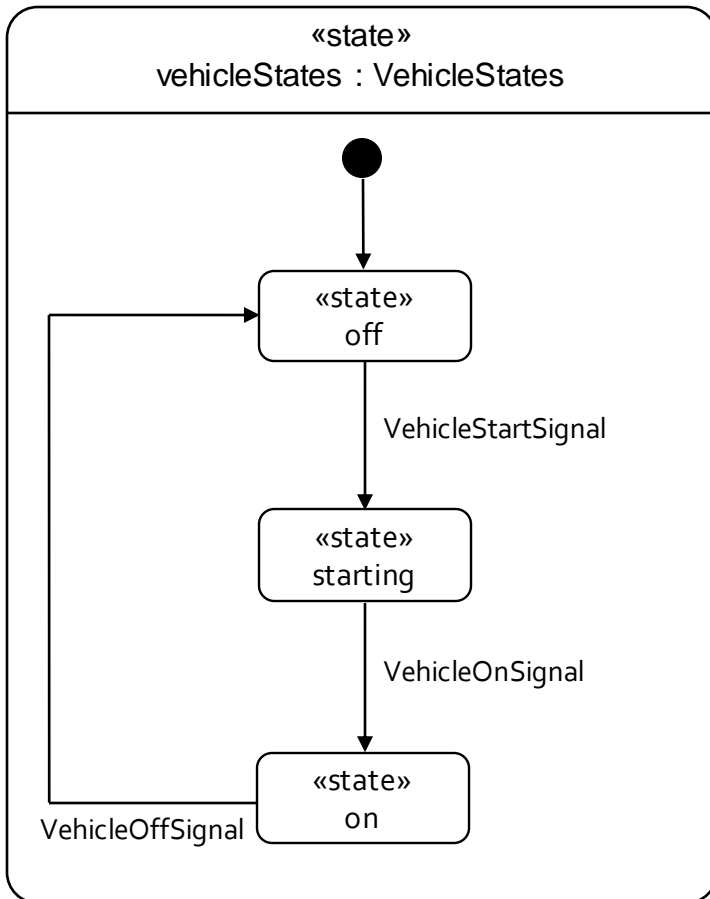 «state»
vehicleStates : VehicleStates
«state»
off
VehicleStartSignal
«state»
starting
VehicleOnSignal
«state»
on
VehicleOffSignal